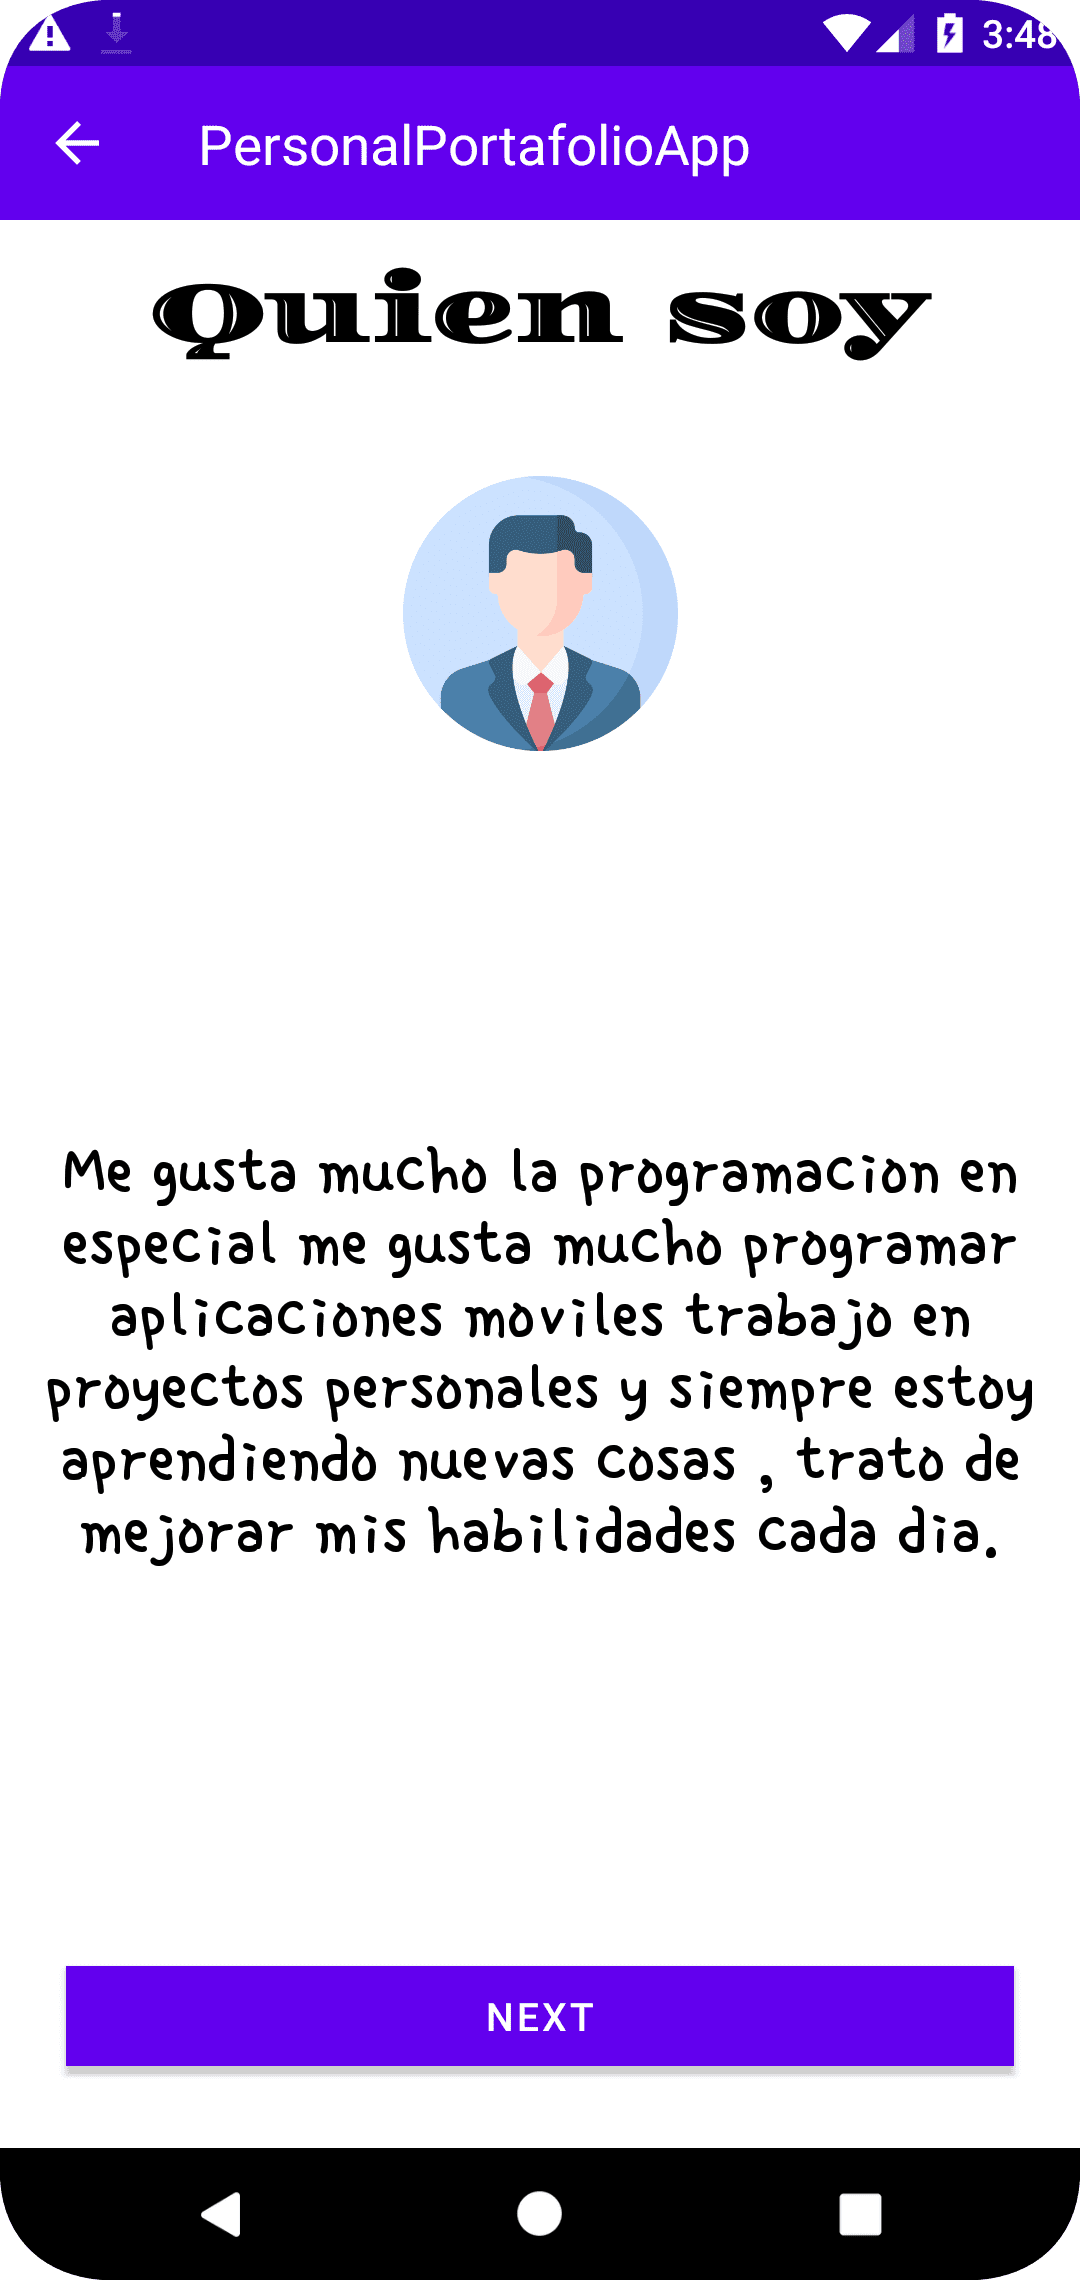 3:48
PersonalPortafolioApp
Quien soy
Me gusta mucho la programacion en
especial me gusta mucho programar
aplicaciones moviles trabajo en
proyectos personales y siempre estoy
aprendiendo nuevas cosas , trato de
mejorar mis habilidades cada dia.
NEXT